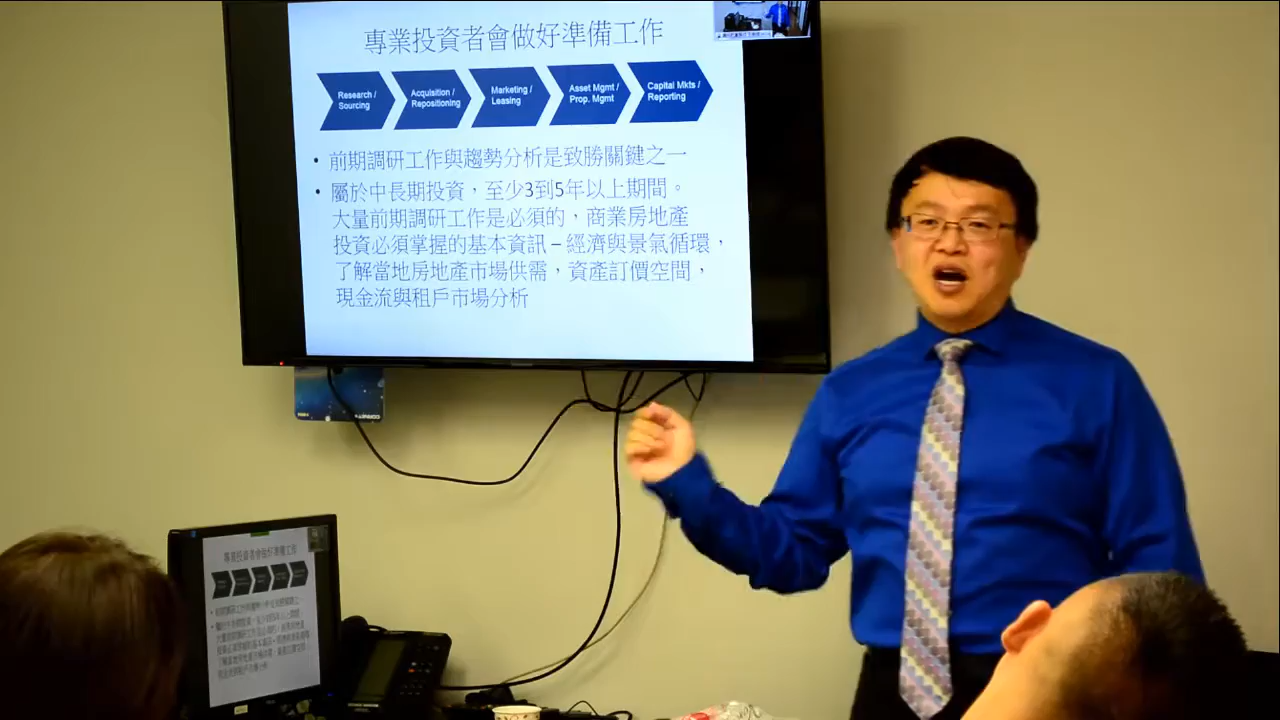 專業投資者會做好準備工作
Research /
Sourcing
Acquisition /
Repositioning
Marketing /
Leasing
Asset Mgmt /
Prop. Mgmt
Capital Mkts /
Reporting
• 前期調研工作與趨勢分析是致勝關鍵之一
• 屬於中長期投資，至少3到5年以上期間。
大量前期調研工作是必須的，商業房地產
投資必須掌握的基本資訊 – 經濟與景氣循環，
了解當地房地產市場供需，資產訂價空間，
現金流與租戶市場分析
專業投資者會做好準備工作